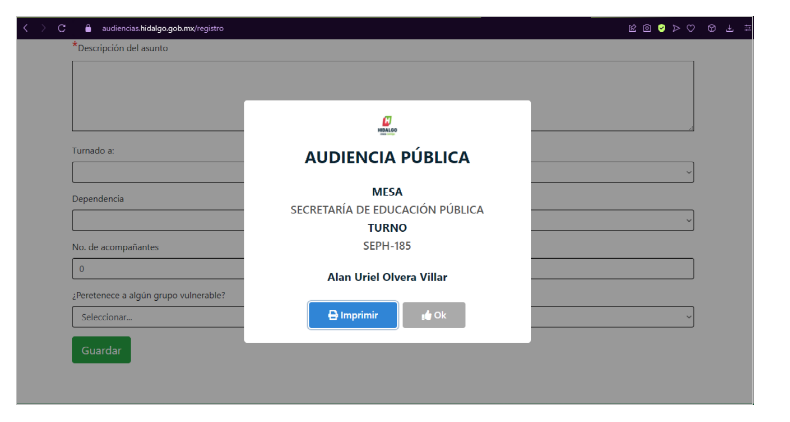 audiencias.hidalgo.gob.mx/registro
*Descripción del asunto
HIDALGO
AUDIENCIA PÚBLICA
Turnado a:
MESA
Dependencia
SECRETARÍA DE EDUCACIÓN PÚBLICA
TURNO
No. de acompañantes
SEPH-185
0
Alan Uriel Olvera Villar
¿Peretenece a algún grupo vulnerable?
Seleccionar...
Imprimir
Ok
Guardar